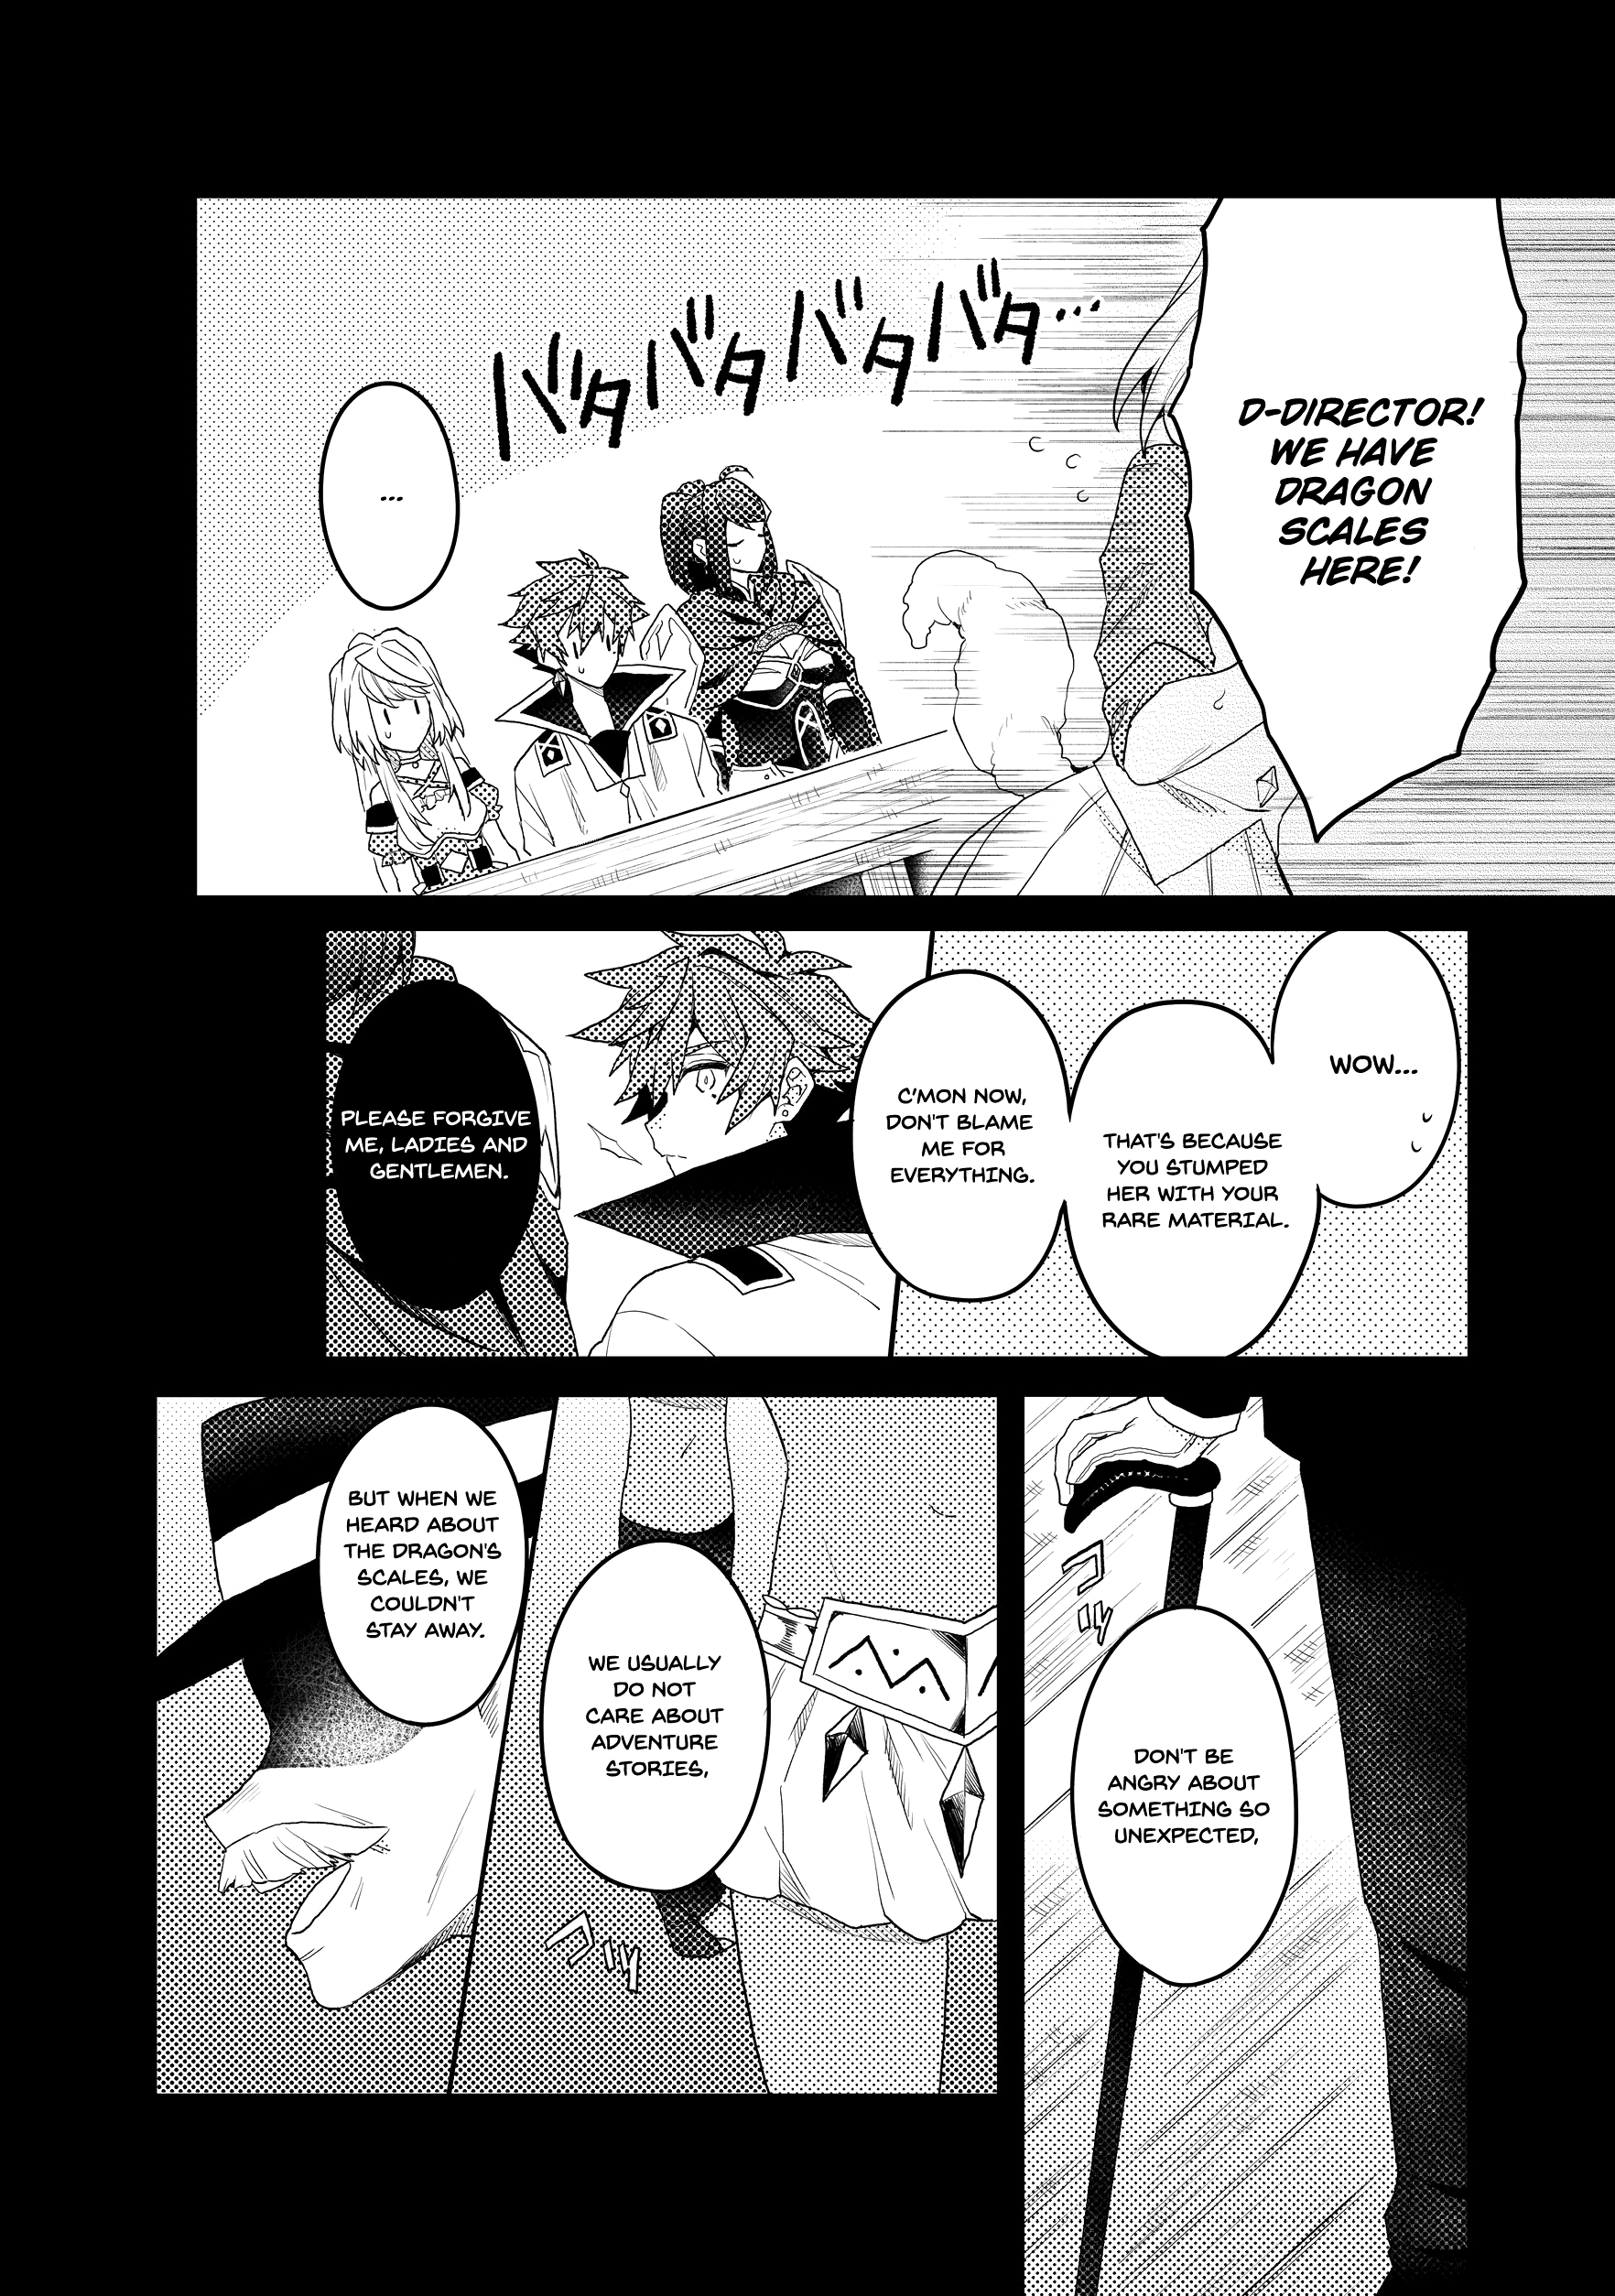 D-DIRECTOR!
WE HAVE
DRAGON
SCALES
HERE!
バタバタバタバタ…
...
WOW...
THAT'S BECAUSE
YOU STUMPED
HER WITH YOUR
RARE MATERIAL.
C'MON NOW,
DON'T BLAME
ME FOR
EVERYTHING.
PLEASE FORGIVE
ME, LADIES AND
GENTLEMEN.
コツ
DON'T BE
ANGRY ABOUT
SOMETHING SO
UNEXPECTED,
WE USUALLY
DO NOT
CARE ABOUT
ADVENTURE
STORIES,
コツ
BUT WHEN WE
HEARD ABOUT
THE DRAGON'S
SCALES, WE
COULDN'T
STAY AWAY.